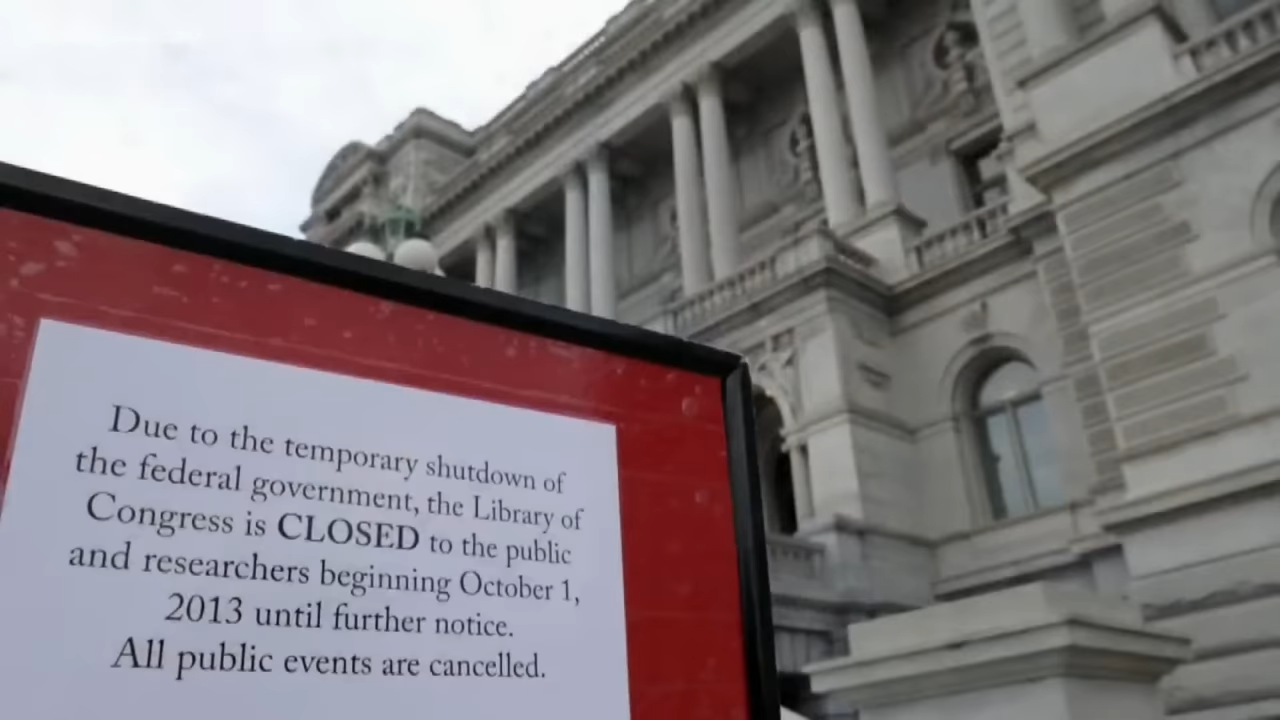 Due to the temporary shutdown of
the federal government, the Library of
Congress is CLOSED to the public
and researchers beginning October 1,
2013 until further notice.
All public events are cancelled.